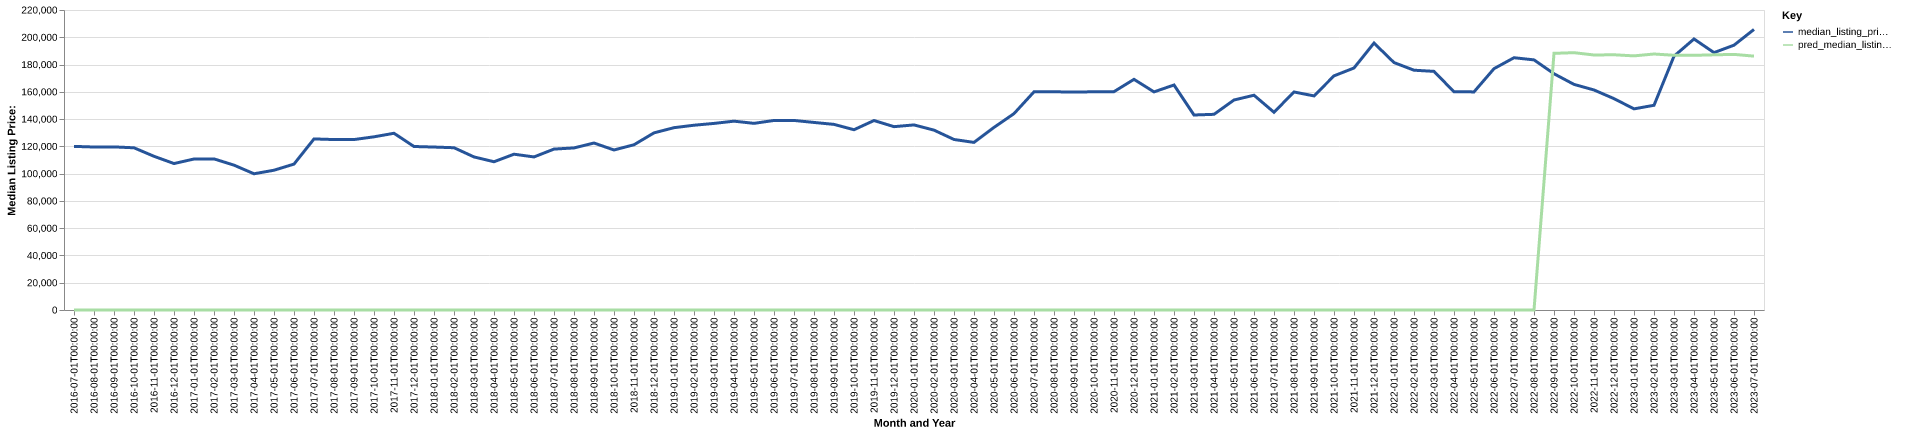 220,000
200,000
180,000
160,000
140,000
120,000
100,000
80,000
60,000
40,000
20,000
0
Median Listing Price:
2016-07-01T00:00:00
2016-08-01T00:00:00
2016-09-01T00:00:00
2016-10-01T00:00:00
2016-11-01T00:00:00
2016-12-01T00:00:00
2017-01-01T00:00:00
2017-02-01T00:00:00
2017-03-01T00:00:00
2017-04-01T00:00:00
2017-05-01T00:00:00
2017-06-01T00:00:00
2017-07-01T00:00:00
2017-08-01T00:00:00
2017-09-01T00:00:00
2017-10-01T00:00:00
2017-11-01T00:00:00
2017-12-01T00:00:00
2018-01-01T00:00:00
2018-02-01T00:00:00
2018-03-01T00:00:00
2018-04-01T00:00:00
2018-05-01T00:00:00
2018-06-01T00:00:00
2018-07-01T00:00:00
2018-08-01T00:00:00
2018-09-01T00:00:00
2018-10-01T00:00:00
2018-11-01T00:00:00
2018-12-01T00:00:00
2019-01-01T00:00:00
2019-02-01T00:00:00
2019-03-01T00:00:00
2019-04-01T00:00:00
2019-05-01T00:00:00
2019-06-01T00:00:00
2019-07-01T00:00:00
2019-08-01T00:00:00
2019-09-01T00:00:00
2019-10-01T00:00:00
2019-11-01T00:00:00
2019-12-01T00:00:00
2020-01-01T00:00:00
2020-02-01T00:00:00
2020-03-01T00:00:00
2020-04-01T00:00:00
2020-05-01T00:00:00
2020-06-01T00:00:00
2020-07-01T00:00:00
2020-08-01T00:00:00
2020-09-01T00:00:00
2020-10-01T00:00:00
2020-11-01T00:00:00
2020-12-01T00:00:00
2021-01-01T00:00:00
2021-02-01T00:00:00
2021-03-01T00:00:00
2021-04-01T00:00:00
2021-05-01T00:00:00
2021-06-01T00:00:00
2021-07-01T00:00:00
2021-08-01T00:00:00
2021-09-01T00:00:00
2021-10-01T00:00:00
2021-11-01T00:00:00
2021-12-01T00:00:00
2022-01-01T00:00:00
2022-02-01T00:00:00
2022-03-01T00:00:00
2022-04-01T00:00:00
2022-05-01T00:00:00
2022-06-01T00:00:00
2022-07-01T00:00:00
2022-08-01T00:00:00
2022-09-01T00:00:00
2022-10-01T00:00:00
2022-11-01T00:00:00
2022-12-01T00:00:00
2023-01-01T00:00:00
2023-02-01T00:00:00
2023-03-01T00:00:00
2023-04-01T00:00:00
2023-05-01T00:00:00
2023-06-01T00:00:00
2023-07-01T00:00:00
Month and Year
Key
median_listing_pri…
pred_median_listin…